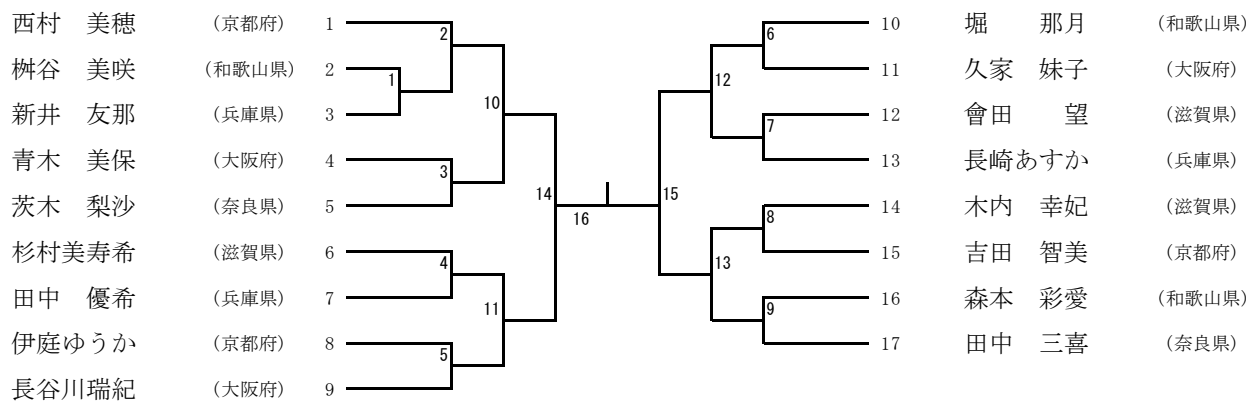 西村　美穂　（京都府）　1
桝谷　美咲　（和歌山県）　2
新井　友那　（兵庫県）　3
青木　美保　（大阪府）　4
茨木　梨沙　（奈良県）　5
杉村美寿希　（滋賀県）　6
田中　優希　（兵庫県）　7
伊庭ゆうか　（京都府）　8
長谷川瑞紀　（大阪府）　9
2
1
10
3
14
4
11
5
16
6
12
7
15
8
13
9
10　堀　　那月　（和歌山県）
11　久家　妹子　（大阪府）
12　會田　　望　（滋賀県）
13　長崎あすか　（兵庫県）
14　木内　幸妃　（滋賀県）
15　吉田　智美　（京都府）
16　森本　彩愛　（和歌山県）
17　田中　三喜　（奈良県）